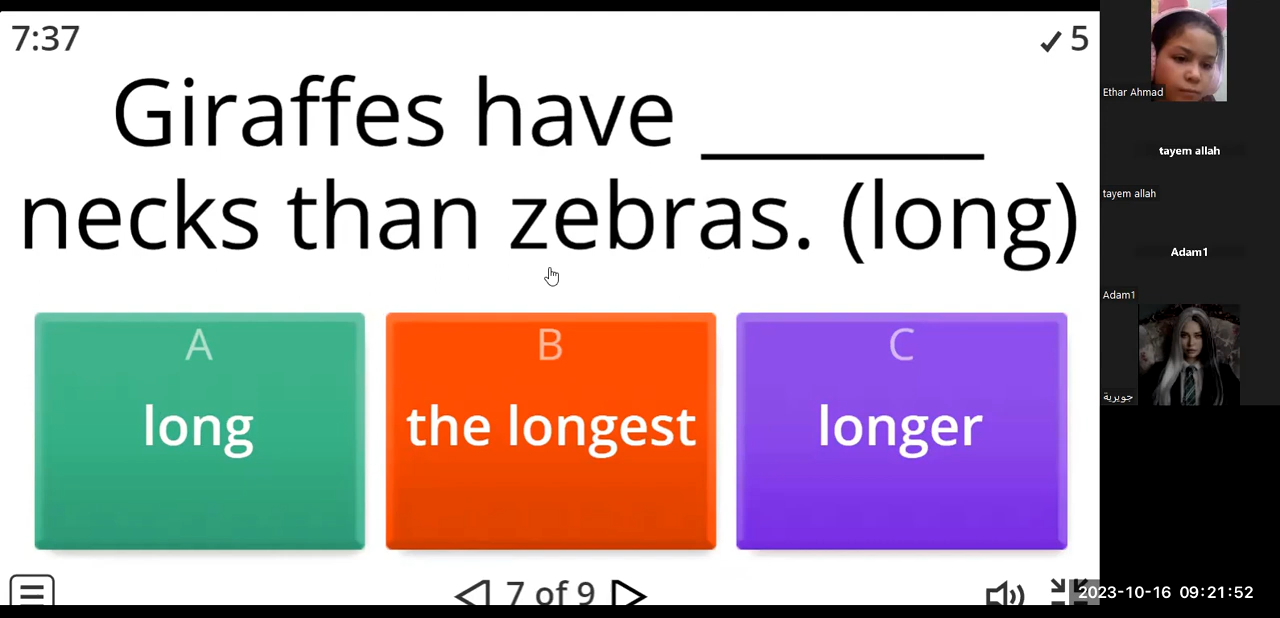 7:37
✓ 5
Giraffes have ________
necks than zebras. (long)
A
long
B
the longest
C
longer
7 of 9
Ethar Ahmad
tayem allah
tayem allah
Adam1
Adam1
جويرية
2023-10-16 09:21:52